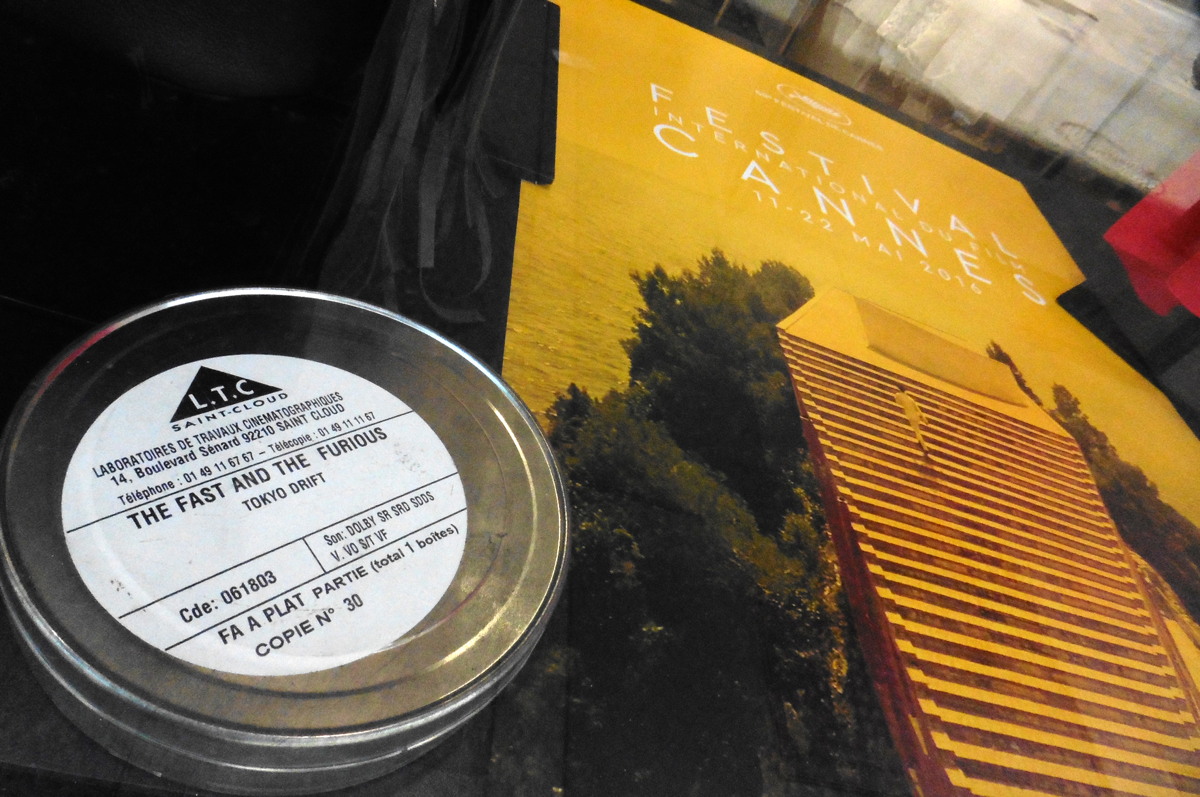 L.T.C
SAINT-CLOUD
LABORATOIRES DE TRAVAUX CINEMATOGRAPHIQUES
14, Boulevard Sénard 92210 SAINT CLOUD
Téléphone : 01 49 11 67 67 – Télécopie : 01 49 11 11 67
THE FAST AND THE FURIOUS
TOKYO DRIFT
Son: DOLBY SR SRD SDDS
V. VO S/T VF
Cde: 061803
FA A PLAT PARTIE (total 1 boîtes)
COPIE N° 30
FESTIVAL
INTERNATIONAL DU FILM
CANNES
11-22 MAI 2016